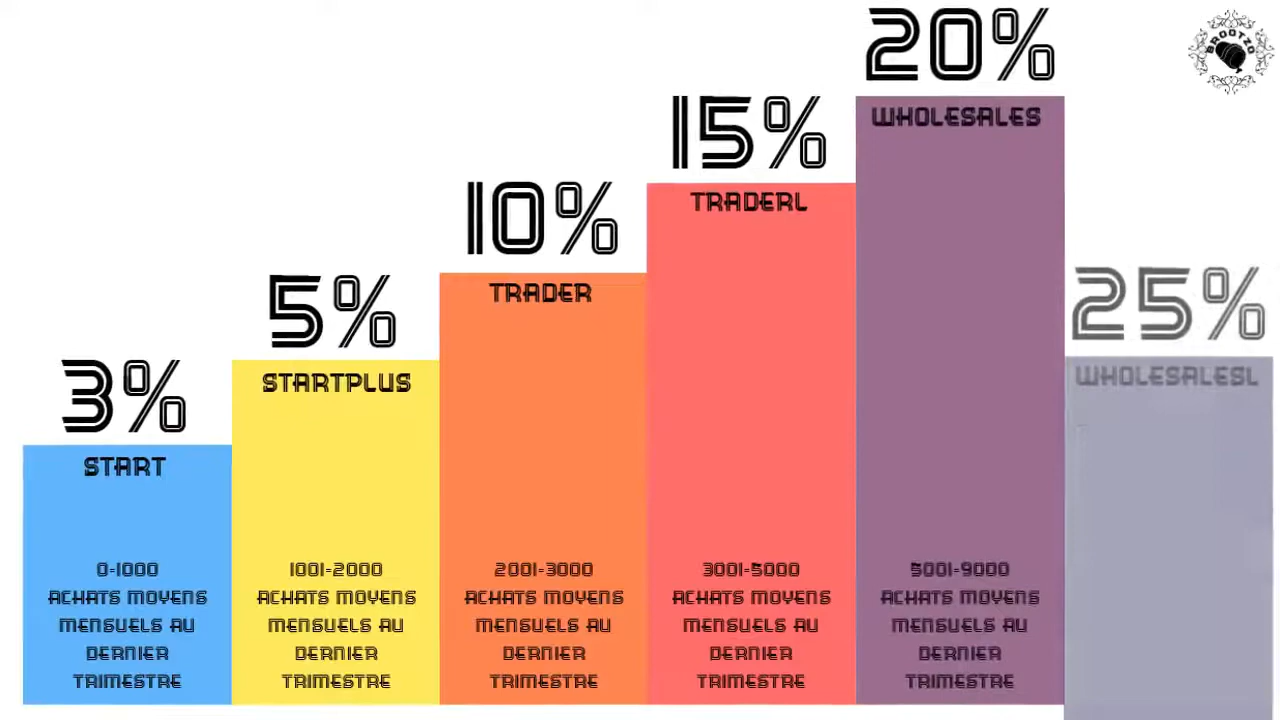 BROOTZO
3%
START
0-1000
ACHATS MOYENS
MENSUELS AU
DERNIER
TRIMESTRE
5%
STARTPLUS
1001-2000
ACHATS MOYENS
MENSUELS AU
DERNIER
TRIMESTRE
10%
TRADER
2001-3000
ACHATS MOYENS
MENSUELS AU
DERNIER
TRIMESTRE
15%
TRADERL
3001-5000
ACHATS MOYENS
MENSUELS AU
DERNIER
TRIMESTRE
20%
WHOLESALES
5001-9000
ACHATS MOYENS
MENSUELS AU
DERNIER
TRIMESTRE
25%
WHOLESALESL